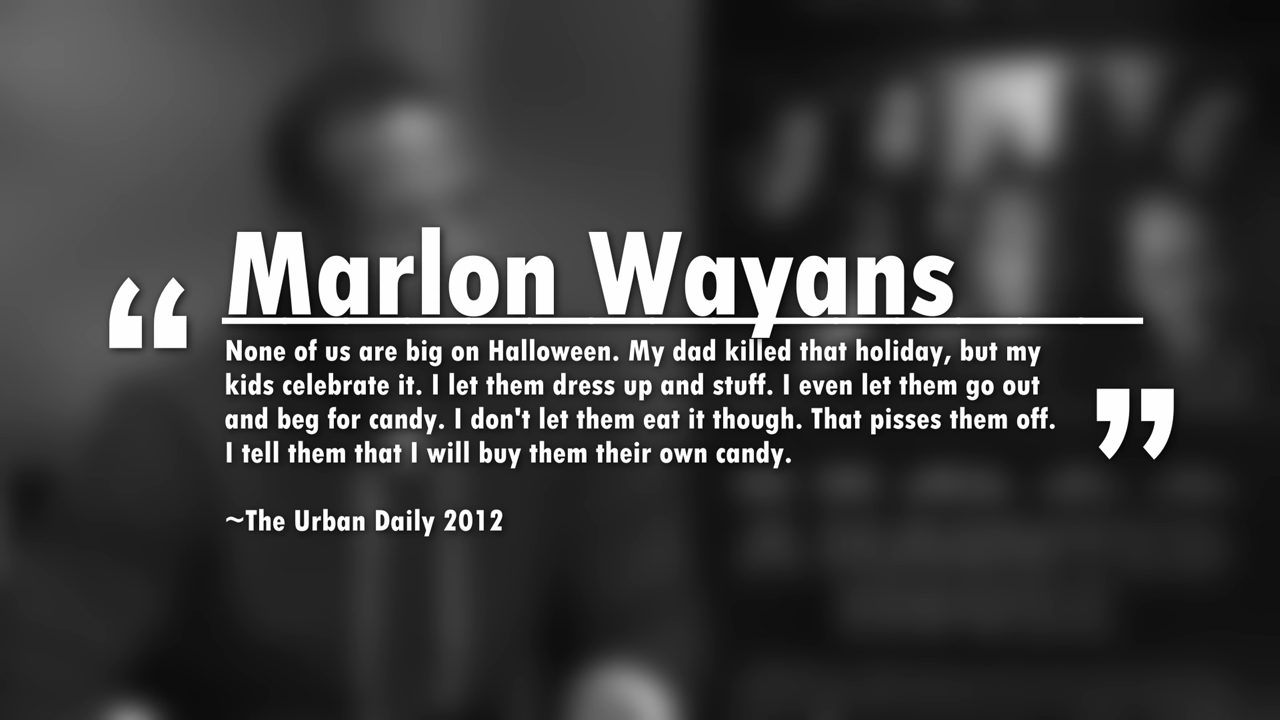 Marlon Wayans
“
None of us are big on Halloween. My dad killed that holiday, but my
kids celebrate it. I let them dress up and stuff. I even let them go out
and beg for candy. I don't let them eat it though. That pisses them off.
I tell them that I will buy them their own candy.
”
~The Urban Daily 2012